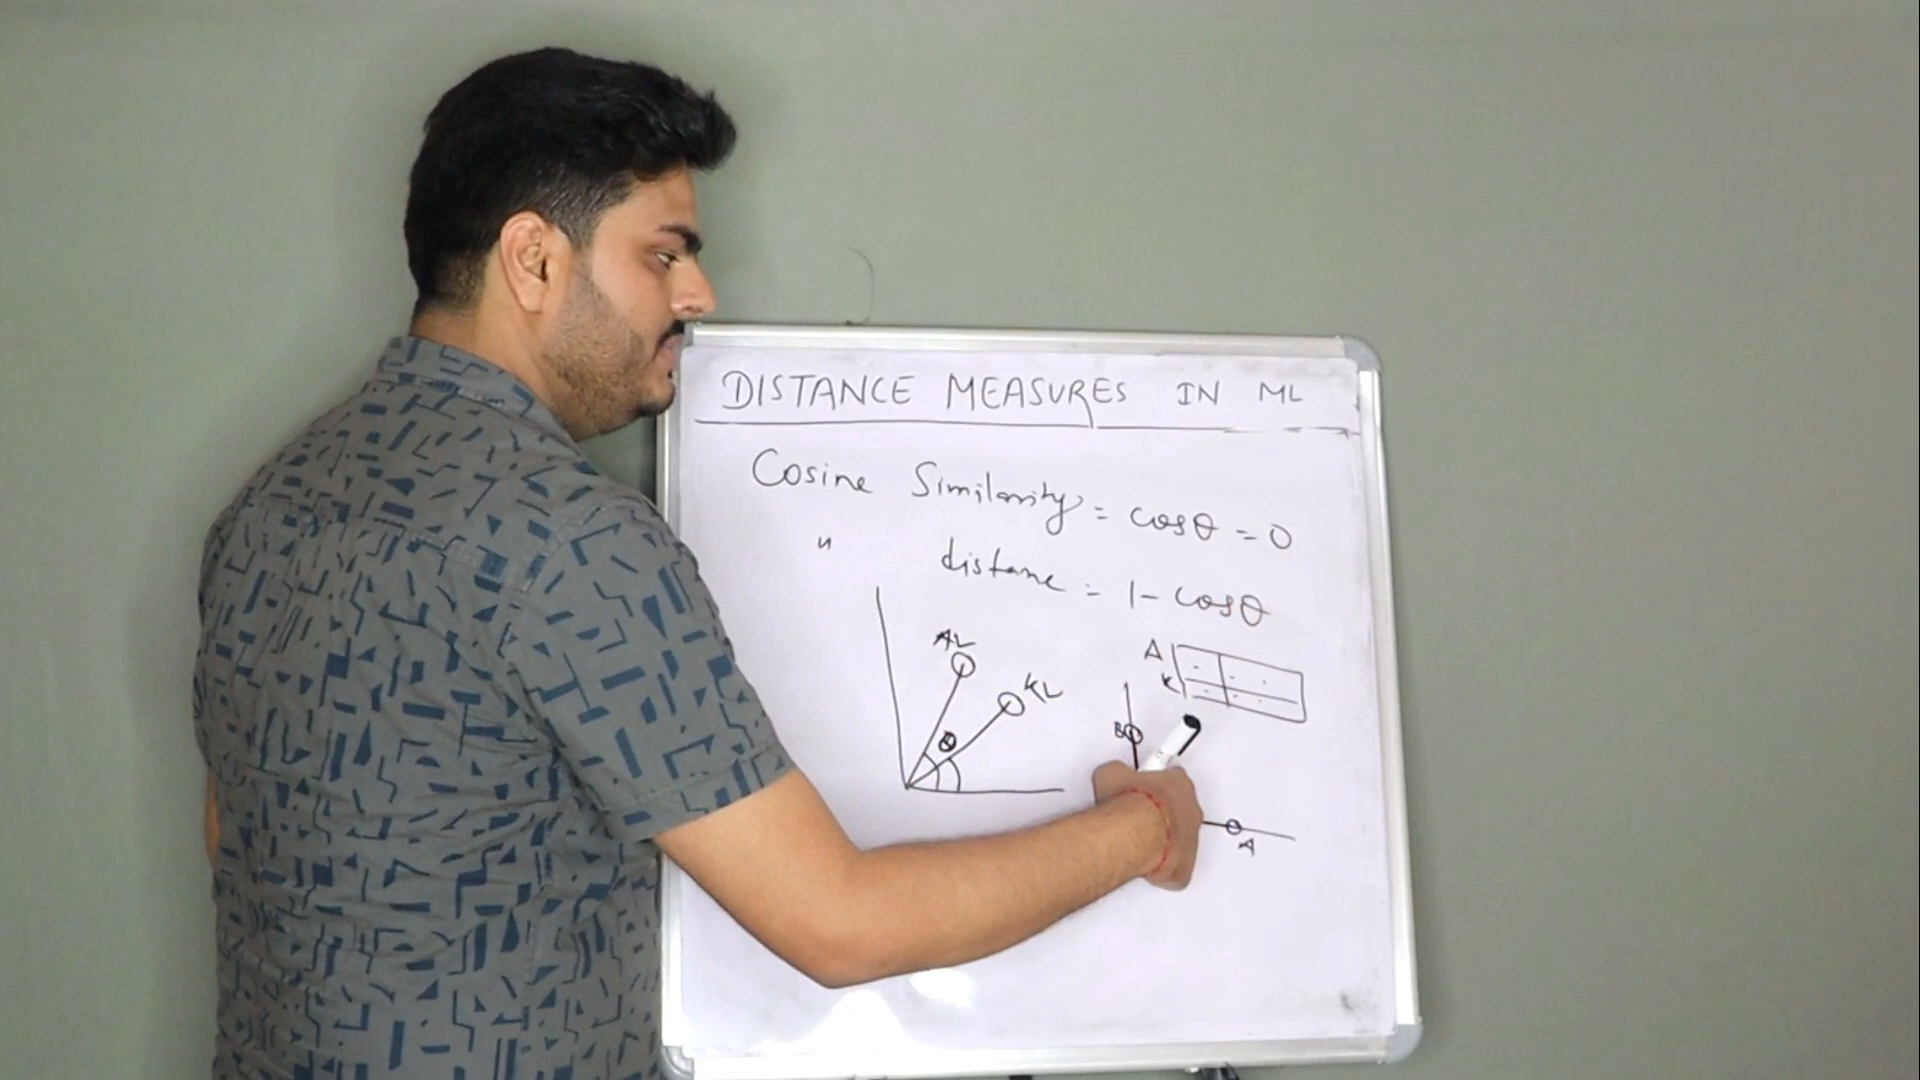 DISTANCE MEASURES IN ML
Cosine Similarity = cosθ = 0
" distance = 1 - cosθ
AL
KL
θ
A
K
B
A